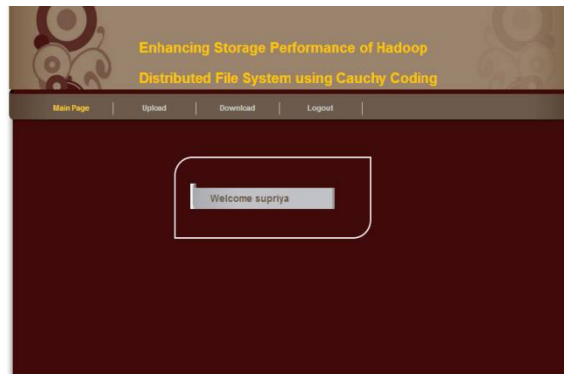 Enhancing Storage Performance of Hadoop
Distributed File System using Cauchy Coding
Main Page | Upload | Download | Logout |
Welcome supriya